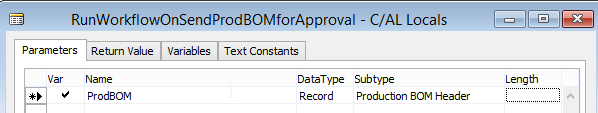 RunWorkflowOnSendProdBOMforApproval - C/AL Locals
Parameters Return Value Variables Text Constants
Var Name DataType Subtype Length
ProdBOM Record Production BOM Header